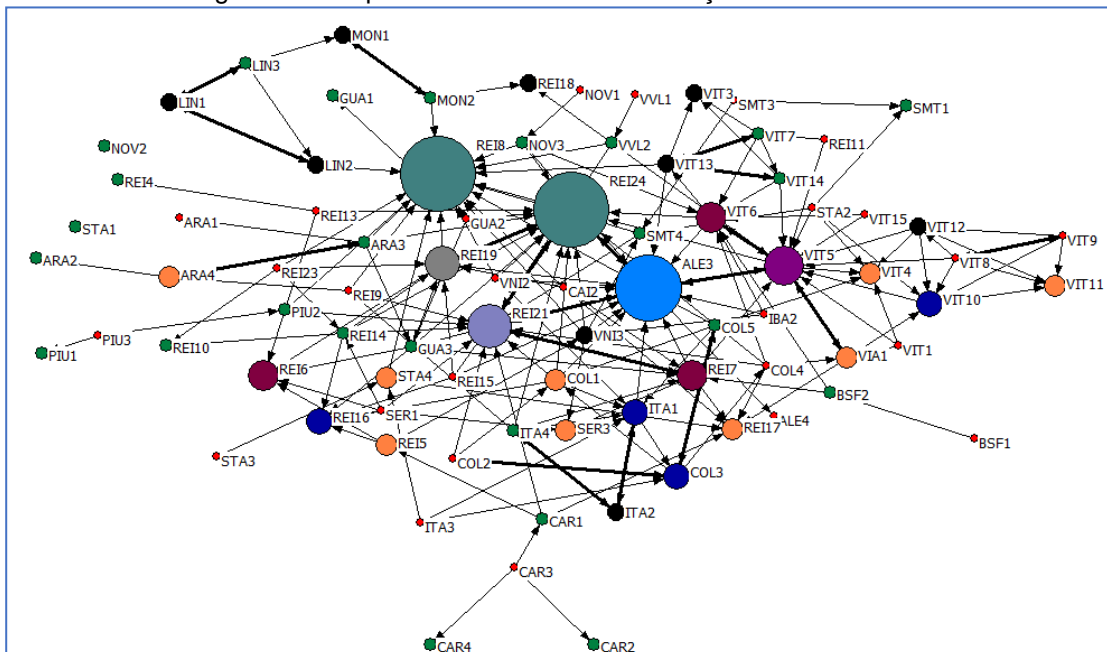 MON1
LIN3
REI18
NOV1
VIT3
LIN1
GUA1
MON2
VVL1
SMT3
SMT1
NOV2
REI8
NOV3
VVL2
VIT7
REI11
LIN2
VIT13
REI4
REI24
VIT14
REI13
GUA2
VIT6
STA2
VIT15
ARA1
STA1
ARA3
SMT4
VIT12
VIT9
ARA2
REI19
ALE3
VIT5
VIT8
ARA4
REI23
VNI2
CAI2
VIT4
VIT11
REI9
VIT10
PIU2
REI21
IBA2
PIU3
REI14
VNI3
COL5
PIU1
REI10
GUA3
VIA1
VIT1
REI6
STA4
REI15
COL1
REI7
COL4
BSF2
SER1
ITA1
ALE4
REI16
ITA4
SER3
REI17
BSF1
STA3
REI5
COL2
COL3
ITA3
CAR1
ITA2
CAR3
CAR4
CAR2